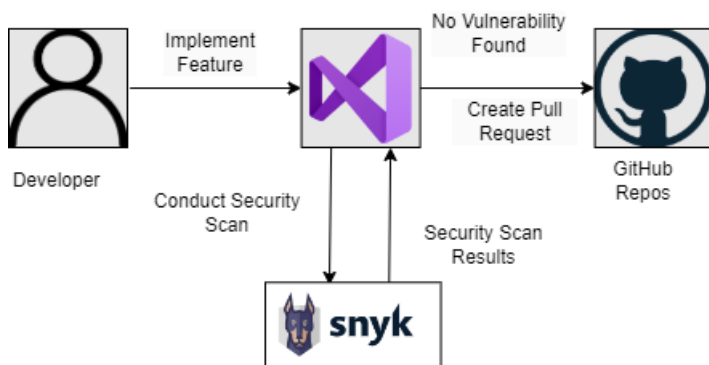 Implement
Feature
No Vulnerability
Found
Create Pull
Request
Developer
GitHub
Repos
Conduct Security
Scan
Security Scan
Results
snyk